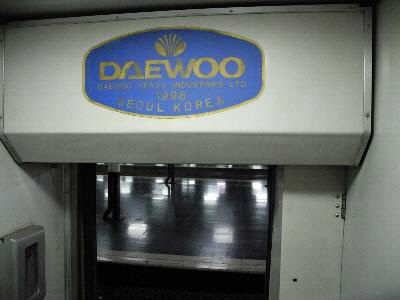 DAEWOO
DAEWOO HEAVY INDUSTRIES LTD.
1996
SEOUL KOREA